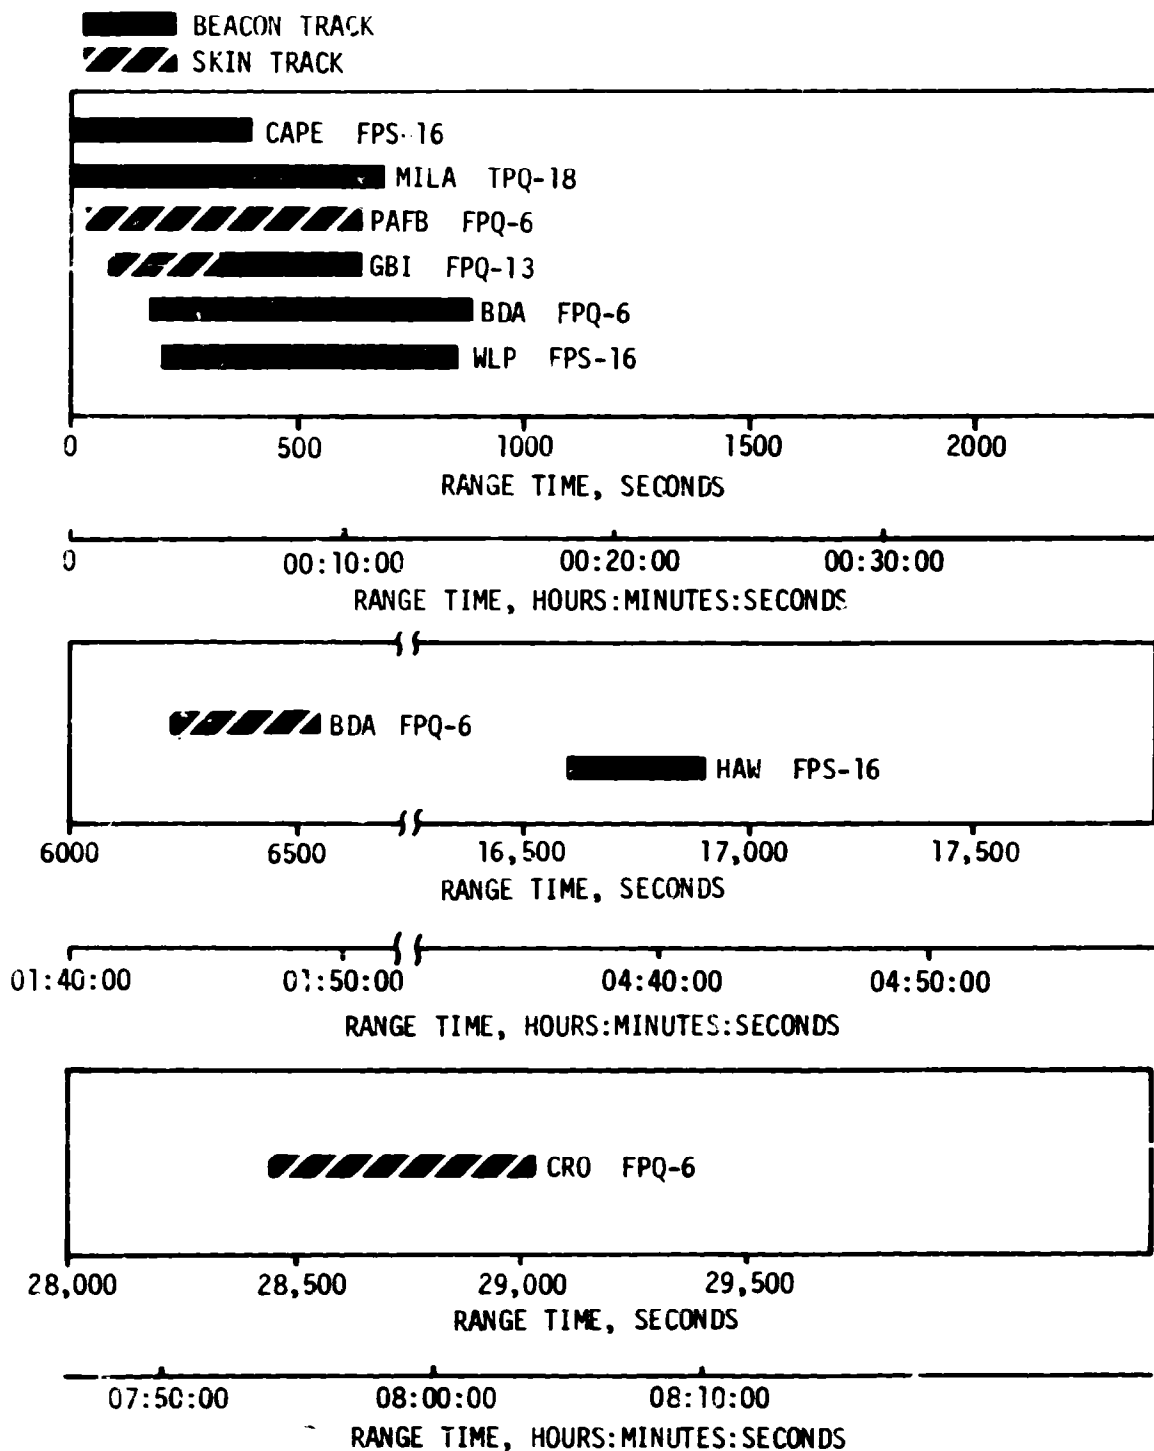 BEACON TRACK
SKIN TRACK
CAPE FPS-16
MILA TPQ-18
PAFB FPQ-6
GBI FPQ-13
BDA FPQ-6
WLP FPS-16
0 500 1000 1500 2000
RANGE TIME, SECONDS
0 00:10:00 00:20:00 00:30:00
RANGE TIME, HOURS:MINUTES:SECONDS
BDA FPQ-6
HAW FPS-16
6000 6500 16,500 17,000 17,500
RANGE TIME, SECONDS
01:40:00 01:50:00 04:40:00 04:50:00
RANGE TIME, HOURS:MINUTES:SECONDS
CRO FPQ-6
28,000 28,500 29,000 29,500
RANGE TIME, SECONDS
07:50:00 08:00:00 08:10:00
RANGE TIME, HOURS:MINUTES:SECONDS